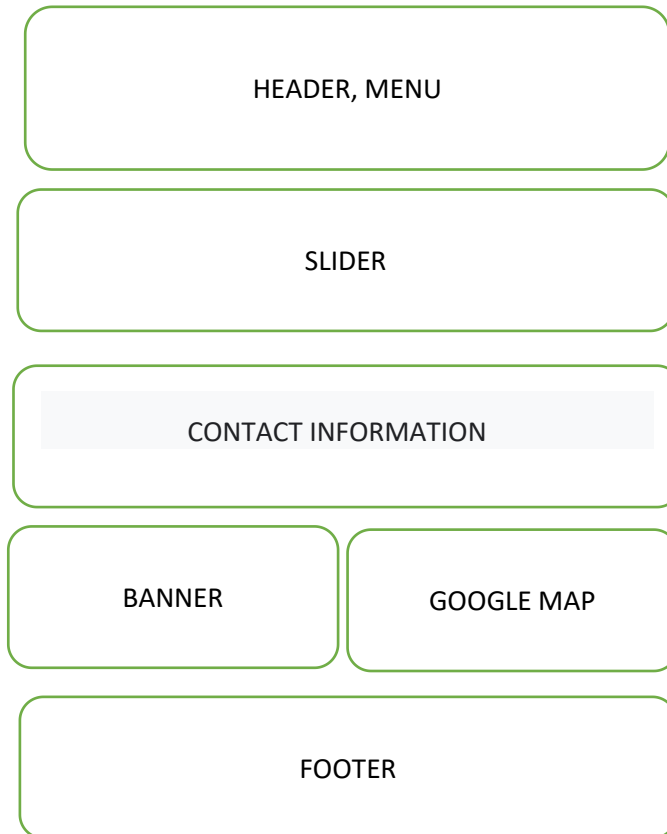 HEADER, MENU
SLIDER
CONTACT INFORMATION
BANNER
GOOGLE MAP
FOOTER